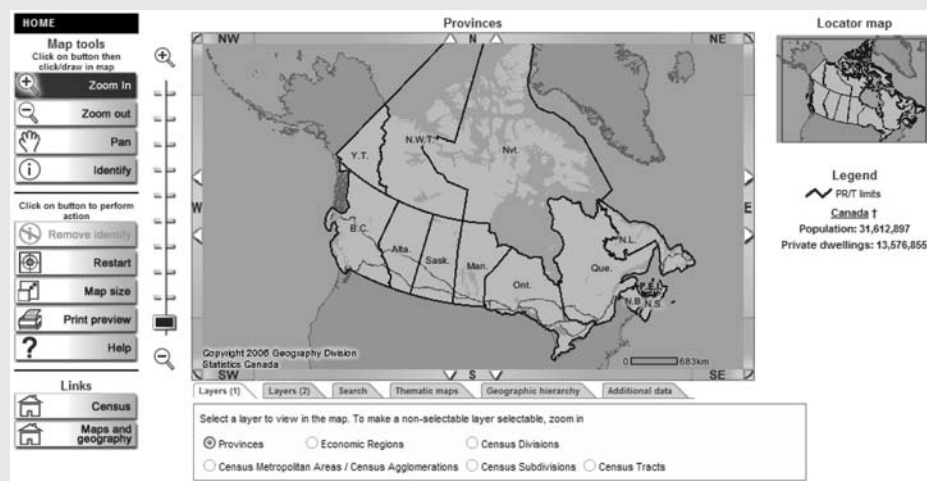 HOME
Map tools
Click on button then
click/draw in map
Zoom In
Zoom out
Pan
Identify
Click on button to perform
action
Remove identify
Restart
Map size
Print preview
Help
Links
Census
Maps and
geography
Provinces
NW
N
NE
W
E
SW
S
SE
Y.T.
N.W.T.
Nvt.
B.C.
Alta.
Sask.
Man.
Ont.
Que.
N.L.
P.E.I.
N.B.
N.S.
Copyright 2006 Geography Division
Statistics Canada
0 683km
Layers (1) Layers (2) Search Thematic maps Geographic hierarchy Additional data
Select a layer to view in the map. To make a non-selectable layer selectable, zoom in
Provinces Economic Regions Census Divisions
Census Metropolitan Areas / Census Agglomerations Census Subdivisions Census Tracts
Locator map
Legend
PR/T limits
Canada †
Population: 31,612,897
Private dwellings: 13,576,855